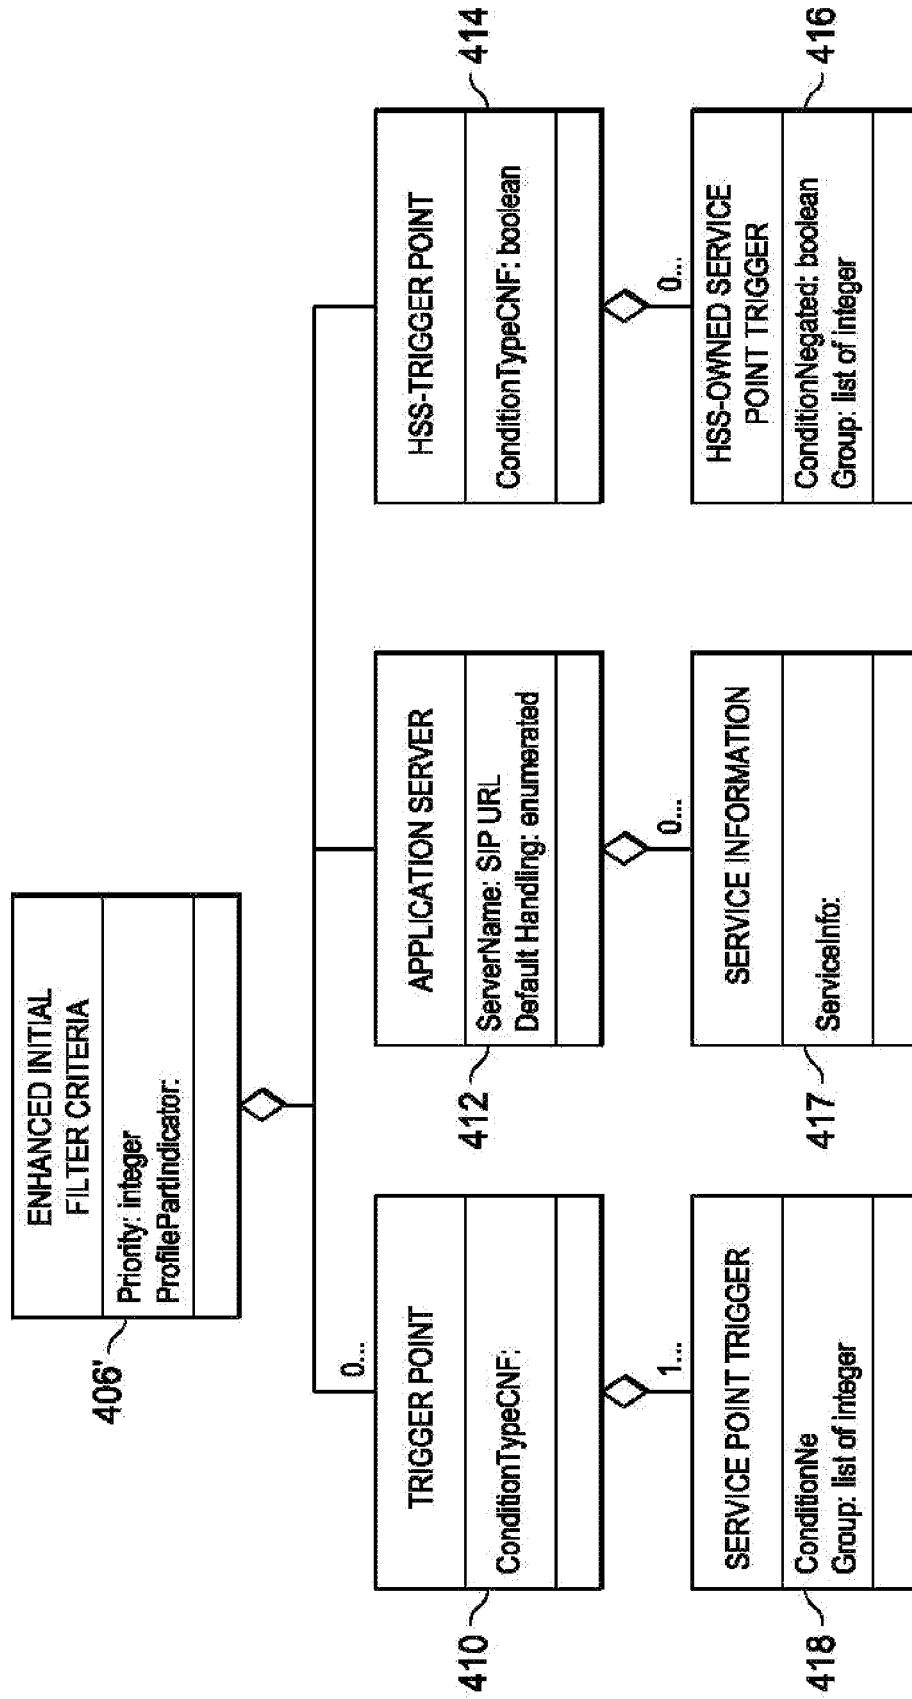 ENHANCED INITIAL
FILTER CRITERIA
Priority: integer
ProfilePartIndicator:
406'
0...
TRIGGER POINT
ConditionTypeCNF:
410
APPLICATION SERVER
ServerName: SIP URL
Default Handling: enumerated
412
HSS-TRIGGER POINT
ConditionTypeCNF: boolean
414
1...
0...
0...
SERVICE POINT TRIGGER
ConditionNe
Group: list of integer
418
SERVICE INFORMATION
ServiceInfo:
417
HSS-OWNED SERVICE
POINT TRIGGER
ConditionNegated: boolean
Group: list of integer
416